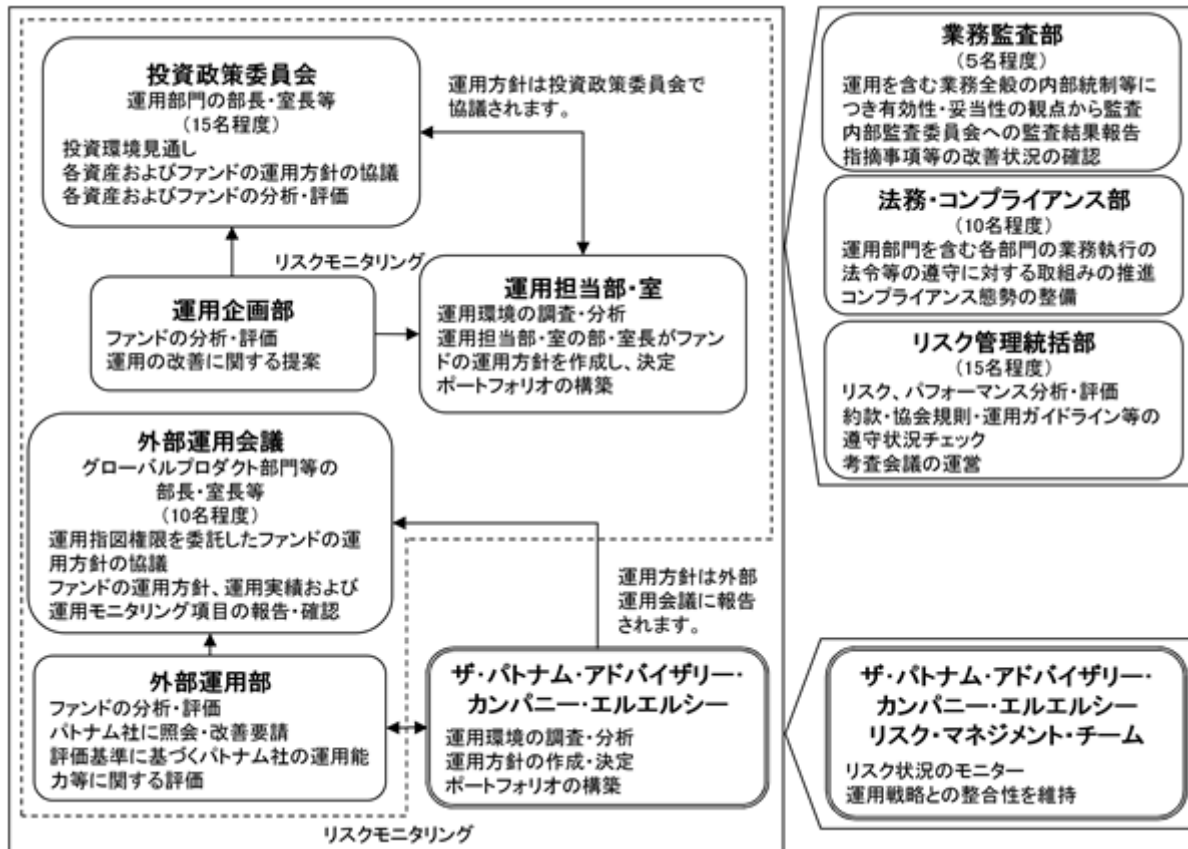 投資政策委員会
運用部門の部長・室長等
(15名程度)
投資環境見通し
各資産およびファンドの運用方針の協議
各資産およびファンドの分析・評価
運用方針は投資政策委員会で
協議されます。
リスクモニタリング
運用企画部
ファンドの分析・評価
運用の改善に関する提案
運用担当部・室
運用環境の調査・分析
運用担当部・室の部・室長がファン
ドの運用方針を作成し、決定
ポートフォリオの構築
外部運用会議
グローバルプロダクト部門等の
部長・室長等
(10名程度)
運用指図権限を委託したファンドの運
用方針の協議
ファンドの運用方針、運用実績および
運用モニタリング項目の報告・確認
運用方針は外部
運用会議に報告
されます。
外部運用部
ファンドの分析・評価
パトナム社に照会・改善要請
評価基準に基づくパトナム社の運用能
力等に関する評価
ザ・パトナム・アドバイザリー・
カンパニー・エルエルシー
運用環境の調査・分析
運用方針の作成・決定
ポートフォリオの構築
リスクモニタリング
業務監査部
(5名程度)
運用を含む業務全般の内部統制等に
つき有効性・妥当性の観点から監査
内部監査委員会への監査結果報告
指摘事項等の改善状況の確認
法務・コンプライアンス部
(10名程度)
運用部門を含む各部門の業務執行の
法令等の遵守に対する取組みの推進
コンプライアンス態勢の整備
リスク管理統括部
(15名程度)
リスク、パフォーマンス分析・評価
約款・協会規則・運用ガイドライン等の
遵守状況チェック
考査会議の運営
ザ・パトナム・アドバイザリー・
カンパニー・エルエルシー
リスク・マネジメント・チーム
リスク状況のモニター
運用戦略との整合性を維持